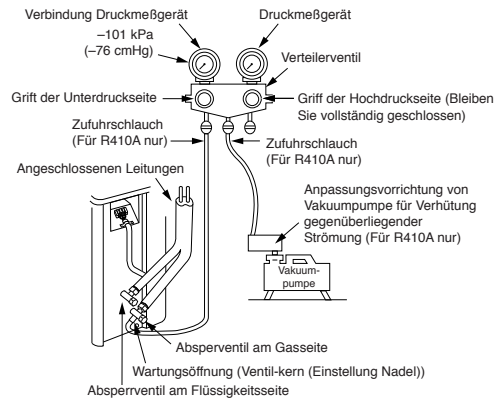 Verbindung Druckmeßgerät
Druckmeßgerät
–101 kPa
(–76 cmHg)
Verteilerventil
Grift der Unterdruckseite
Griff der Hochdruckseite (Bleiben
Sie vollständig geschlossen)
Zufuhrschlauch
(Für R410A nur)
Zufuhrschlauch
(Für R410A nur)
Angeschlossenen Leitungen
Anpassungsvorrichtung von
Vakuumpumpe für Verhütung
gegenüberliegender
Strömung (Für R410A nur)
Vakuum-
pumpe
Absperventil am Gasseite
Wartungsöffnung (Ventil-kern (Einstellung Nadel))
Absperventil am Flüssigkeitsseite